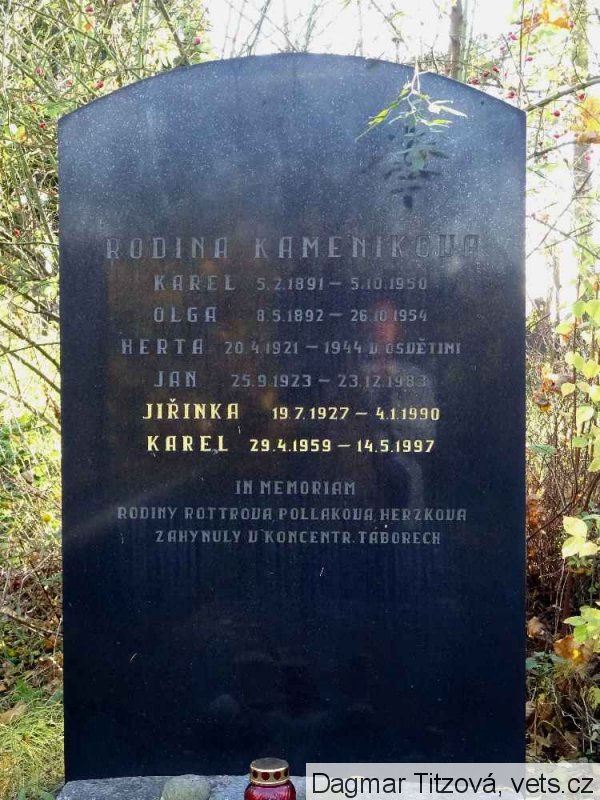 RODINA KAMENIKOVA
KAREL 5.2.1891 – 5.10.1950
OLGA 8.5.1892 – 26.10.1954
HERTA 20.4.1921 – 1944 V OSVĚTIMI
JAN 25.9.1923 – 23.12.1983
JIŘINKA 19.7.1927 – 4.1.1990
KAREL 29.4.1959 – 14.5.1997
IN MEMORIAM
RODINY ROTTROVA, POLLAKOVA, HERZKOVA
ZAHYNULY V KONCENTR. TÁBORECH
Dagmar Titzová, vets.cz